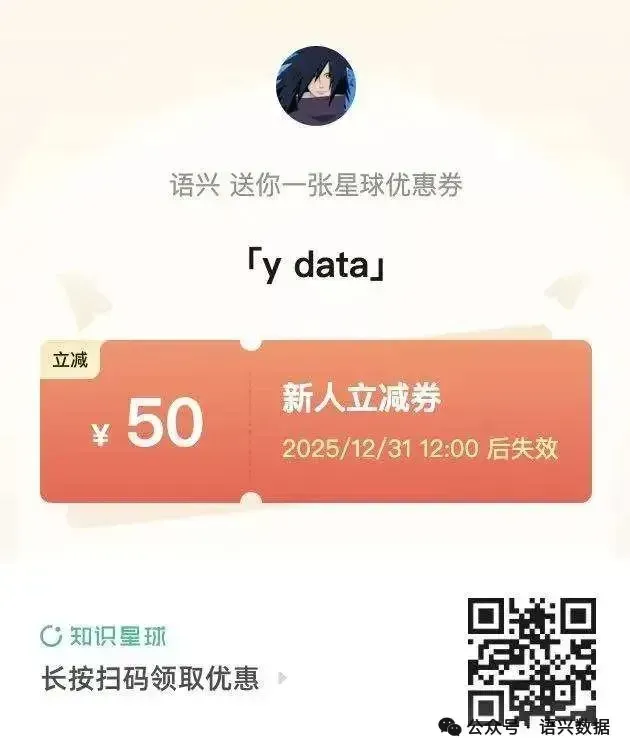 语兴 送你一张星球优惠券
「y data」
立减
¥ 50
新人立减券
2025/12/31 12:00 后失效
知识星球
长按扫码领取优惠
公众号 · 语兴数据